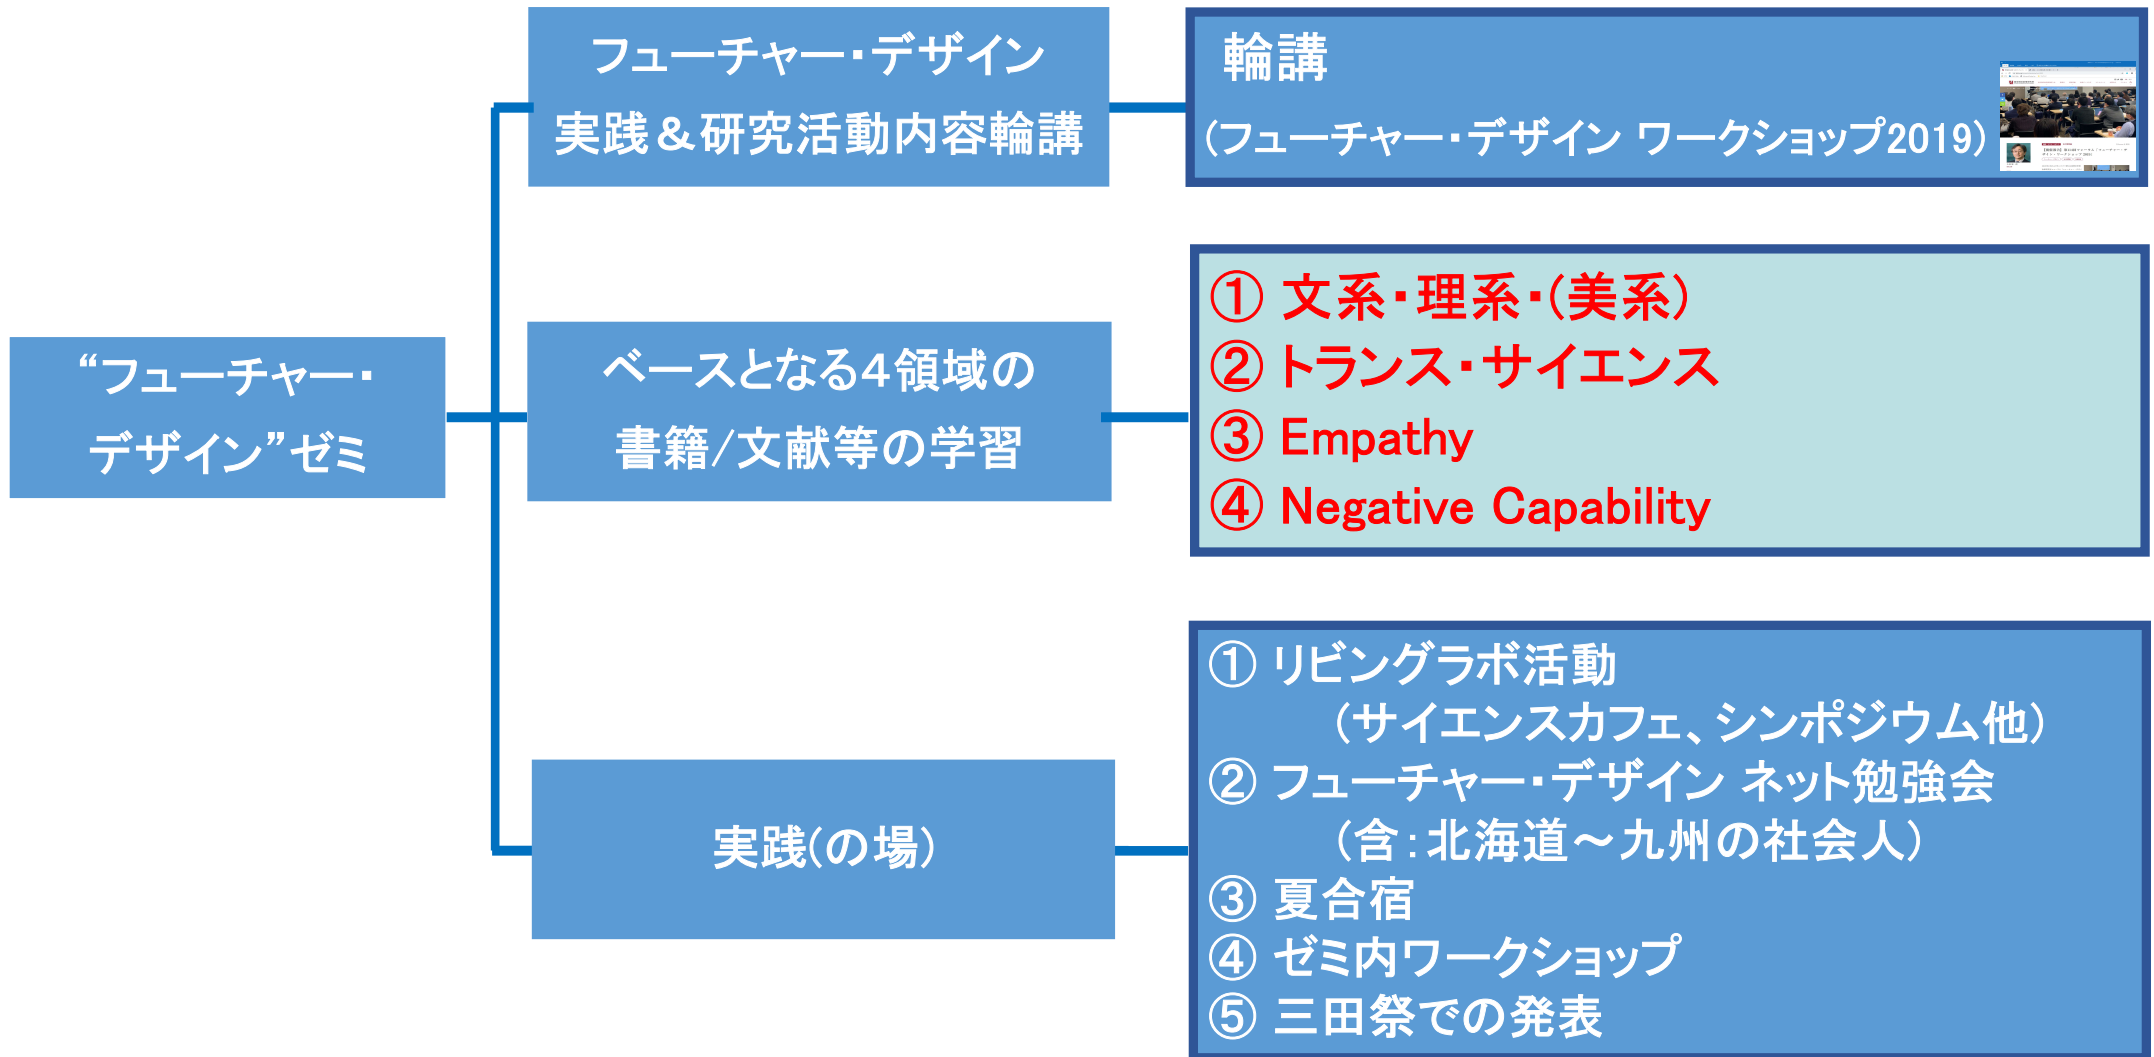 “フューチャー・
デザイン”ゼミ
フューチャー・デザイン
実践＆研究活動内容輪講
輪講
(フューチャー・デザイン ワークショップ2019)
ベースとなる4領域の
書籍/文献等の学習
① 文系・理系・(美系)
② トランス・サイエンス
③ Empathy
④ Negative Capability
実践(の場)
① リビングラボ活動
(サイエンスカフェ、シンポジウム他)
② フューチャー・デザイン ネット勉強会
(含：北海道～九州の社会人)
③ 夏合宿
④ ゼミ内ワークショップ
⑤ 三田祭での発表